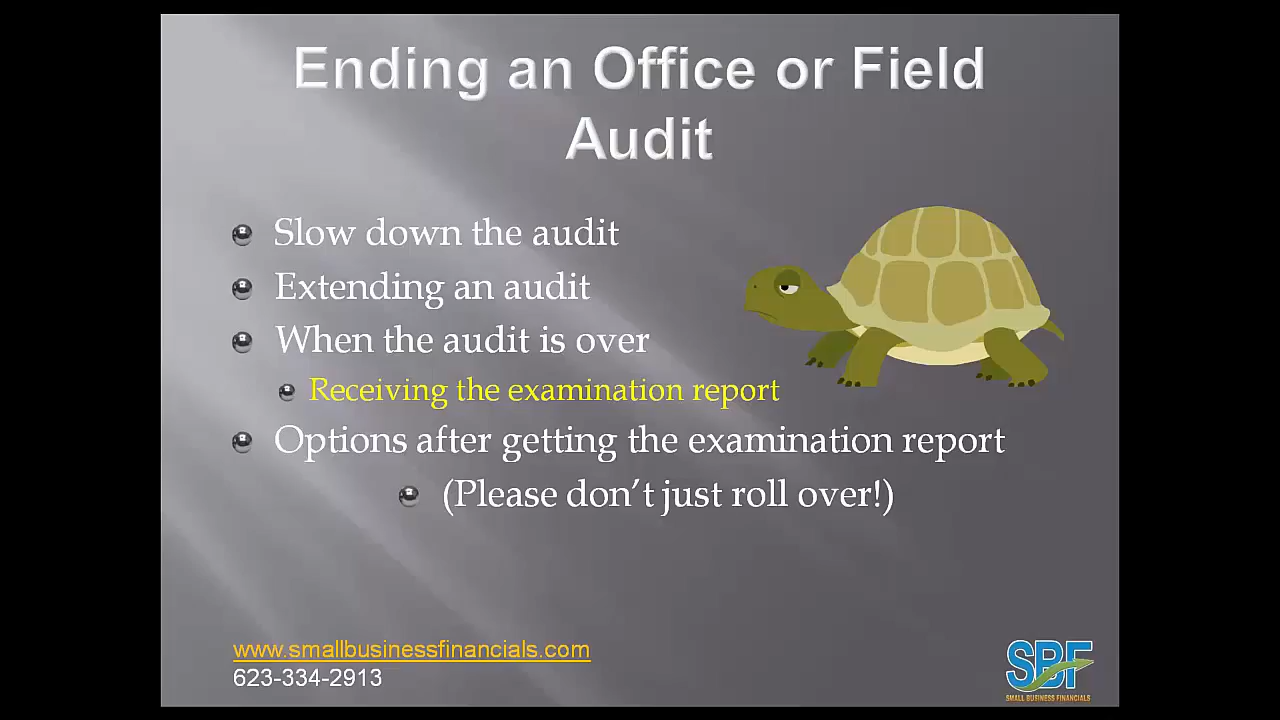 Ending an Office or Field
Audit
Slow down the audit
Extending an audit
When the audit is over
Receiving the examination report
Options after getting the examination report
(Please don’t just roll over!)
www.smallbusinessfinancials.com
623-334-2913
SBF
SMALL BUSINESS FINANCIALS